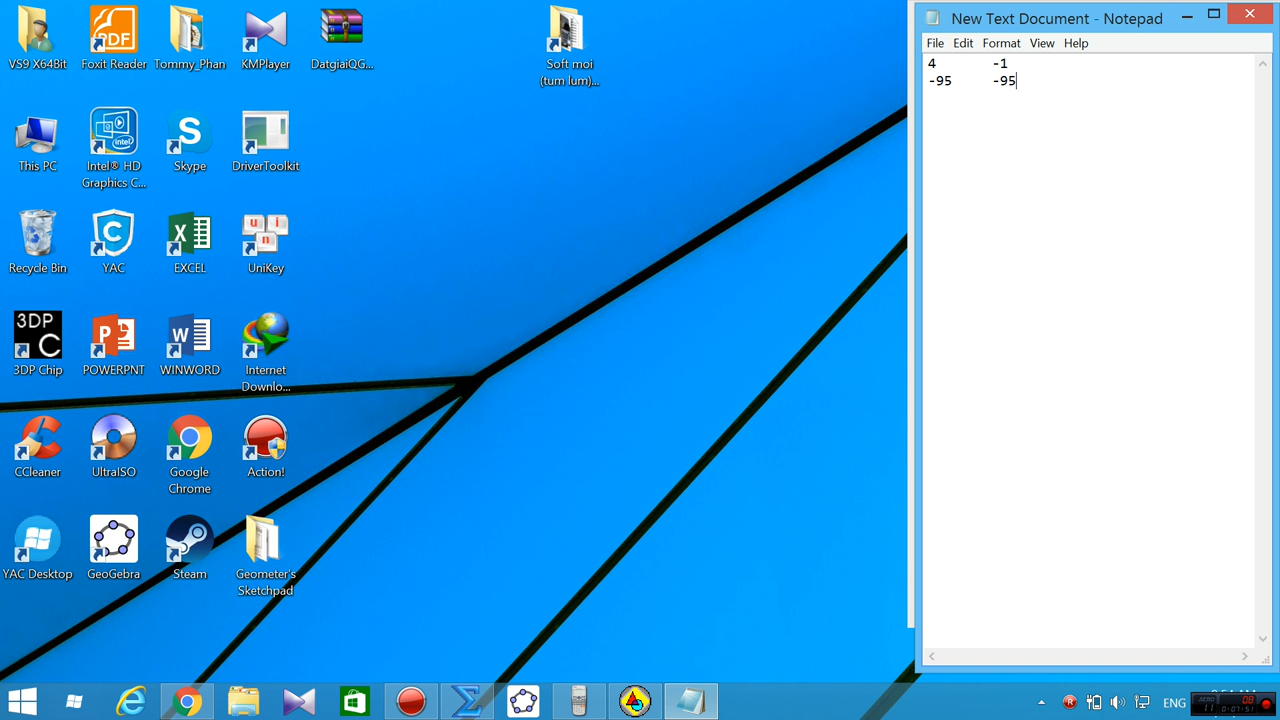 VS9 X64Bit
Foxit Reader
Tommy_Phan
KMPlayer
DatgiaiQG...
Soft moi
(tum lum)...
This PC
Intel® HD
Graphics C...
Skype
DriverToolkit
Recycle Bin
YAC
EXCEL
UniKey
3DP
C
3DP Chip
POWERPNT
WINWORD
Internet
Downlo...
CCleaner
UltraISO
Google
Chrome
Action!
YAC Desktop
GeoGebra
Steam
Geometer's
Sketchpad
New Text Document - Notepad
File Edit Format View Help
4 -1
-95 -95
ENG